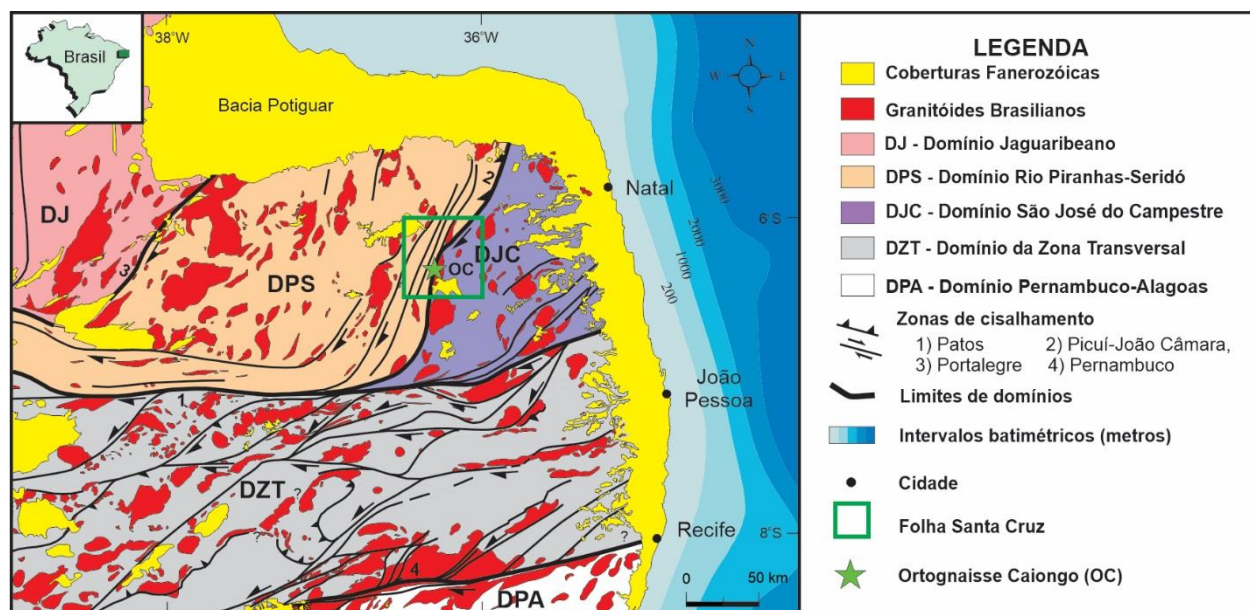 38°W
36°W
Brasil
N
W E
S
Bacia Potiguar
2
Natal
3000
DJ
6°S
2000
DJC
OC
3
1000
DPS
200
João
Pessoa
1
DZT
?
?
?
Recife
8°S
4
0 50 km
DPA
LEGENDA
Coberturas Fanerozóicas
Granitóides Brasilianos
DJ - Domínio Jaguaribeano
DPS - Domínio Rio Piranhas-Seridó
DJC - Domínio São José do Campestre
DZT - Domínio da Zona Transversal
DPA - Domínio Pernambuco-Alagoas
Zonas de cisalhamento
1) Patos 2) Picuí-João Câmara,
3) Portalegre 4) Pernambuco
Limites de domínios
Intervalos batimétricos (metros)
Cidade
Folha Santa Cruz
Ortognaisse Caiongo (OC)